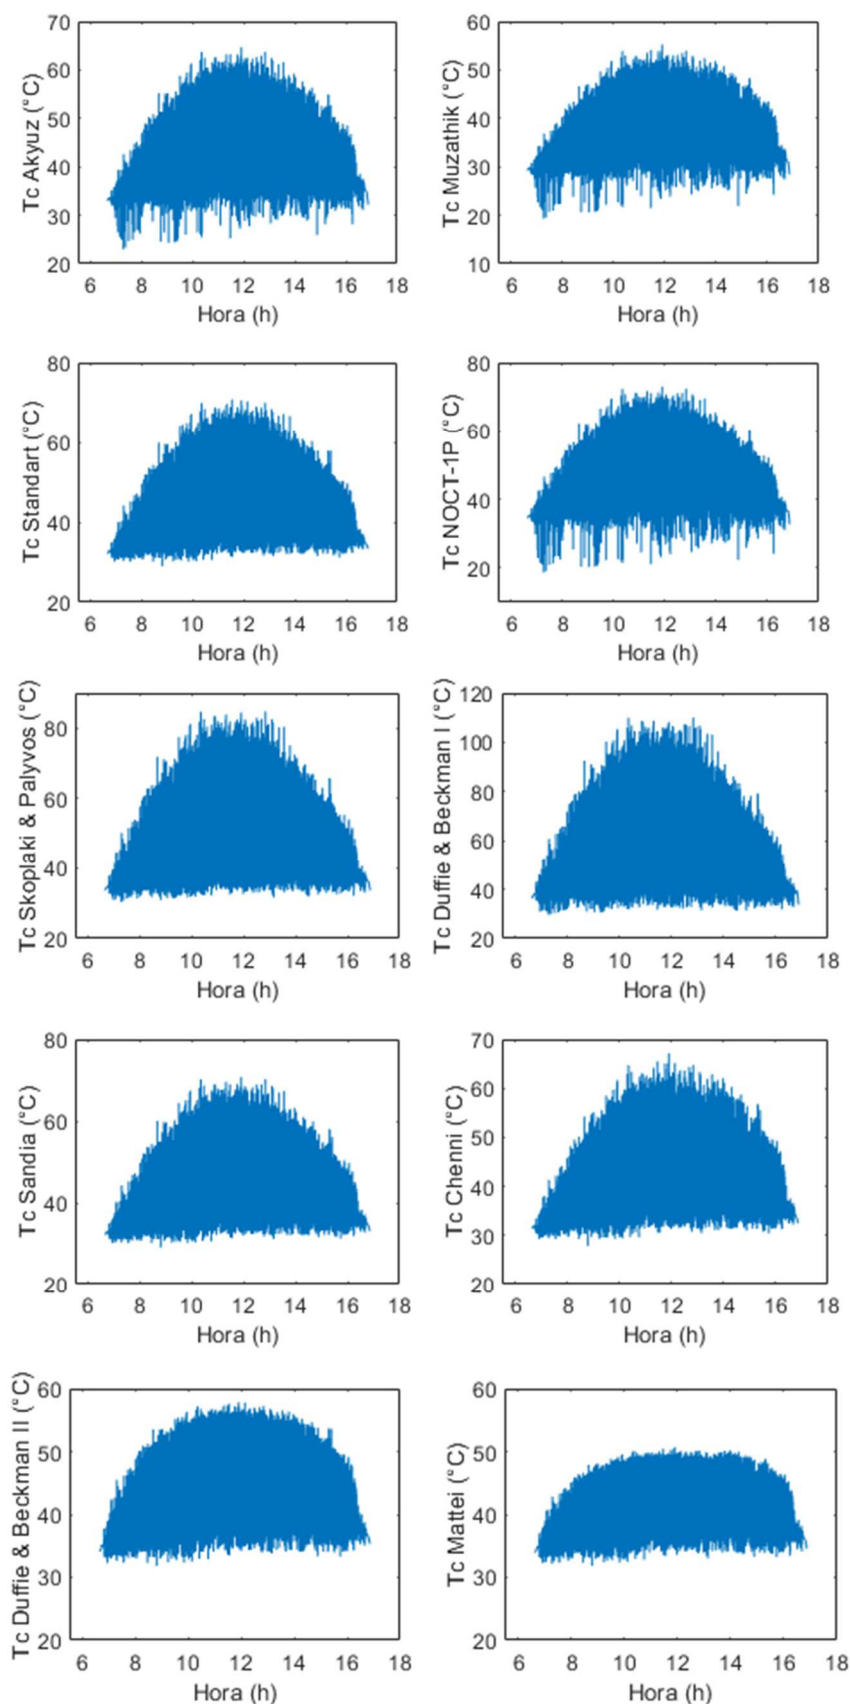 Tc Akyuz (°C)
70
60
50
40
30
20
6 8 10 12 14 16 18
Hora (h)
Tc Muzathik (°C)
60
50
40
30
20
10
6 8 10 12 14 16 18
Hora (h)
Tc Standart (°C)
80
60
40
20
6 8 10 12 14 16 18
Hora (h)
Tc NOCT-1P (°C)
80
60
40
20
6 8 10 12 14 16 18
Hora (h)
Tc Skoplaki & Palyvos (°C)
80
60
40
20
6 8 10 12 14 16 18
Hora (h)
Tc Duffie & Beckman I (°C)
120
100
80
60
40
20
6 8 10 12 14 16 18
Hora (h)
Tc Sandia (°C)
80
60
40
20
6 8 10 12 14 16 18
Hora (h)
Tc Chenni (°C)
70
60
50
40
30
20
6 8 10 12 14 16 18
Hora (h)
Tc Duffie & Beckman II (°C)
60
50
40
30
20
6 8 10 12 14 16 18
Hora (h)
Tc Mattei (°C)
60
50
40
30
20
6 8 10 12 14 16 18
Hora (h)